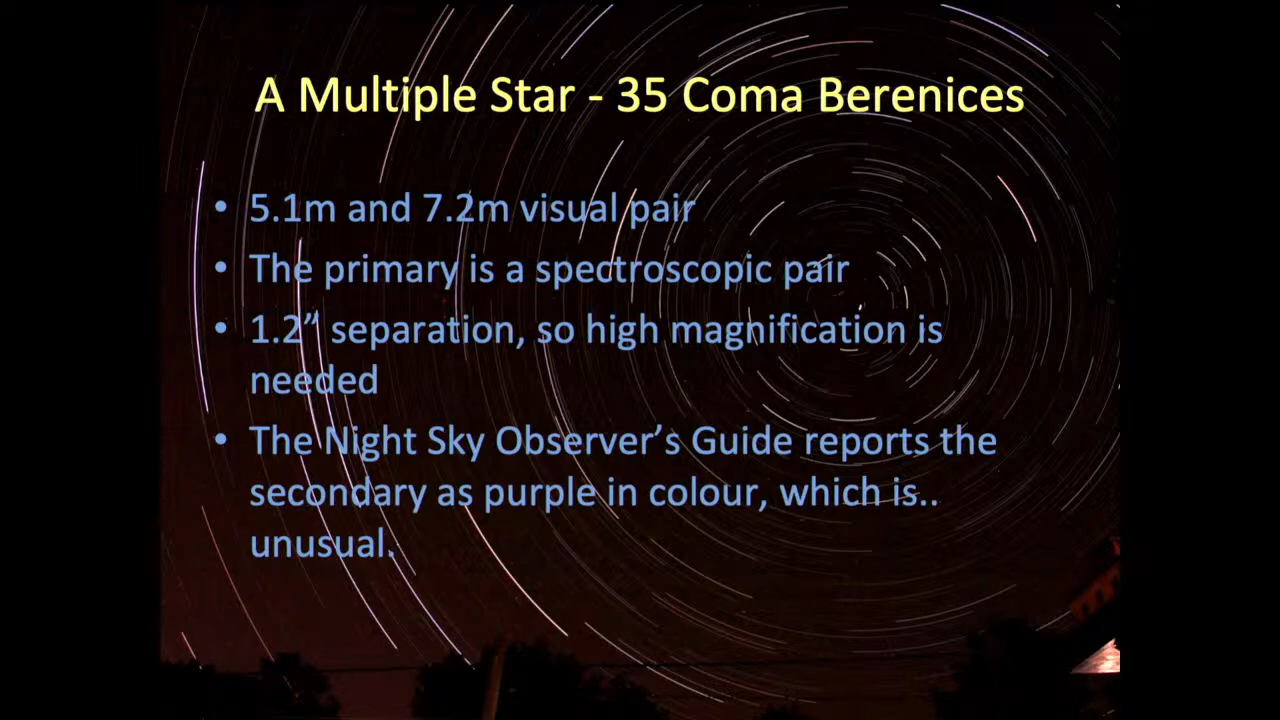 A Multiple Star - 35 Coma Berenices
• 5.1m and 7.2m visual pair
• The primary is a spectroscopic pair
• 1.2” separation, so high magnification is
needed
• The Night Sky Observer’s Guide reports the
secondary as purple in colour, which is..
unusual.